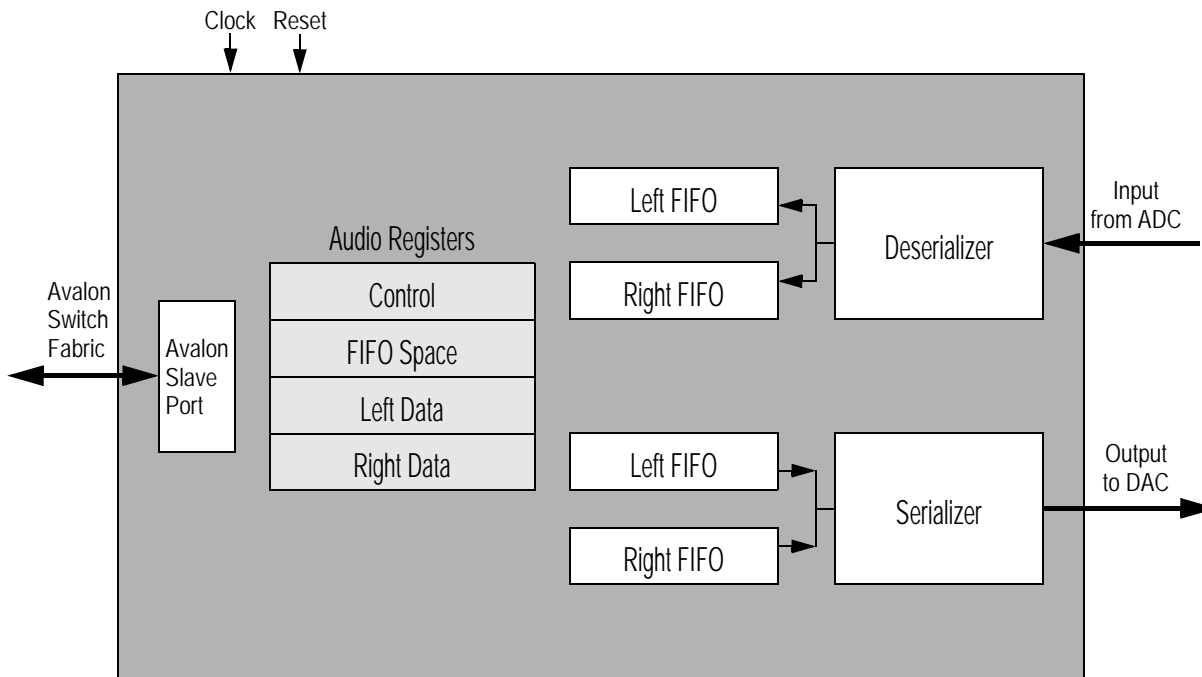 Clock Reset
Left FIFO
Right FIFO
Deserializer
Input
from ADC
Audio Registers
Control
FIFO Space
Left Data
Right Data
Avalon
Switch
Fabric
Avalon
Slave
Port
Left FIFO
Right FIFO
Serializer
Output
to DAC